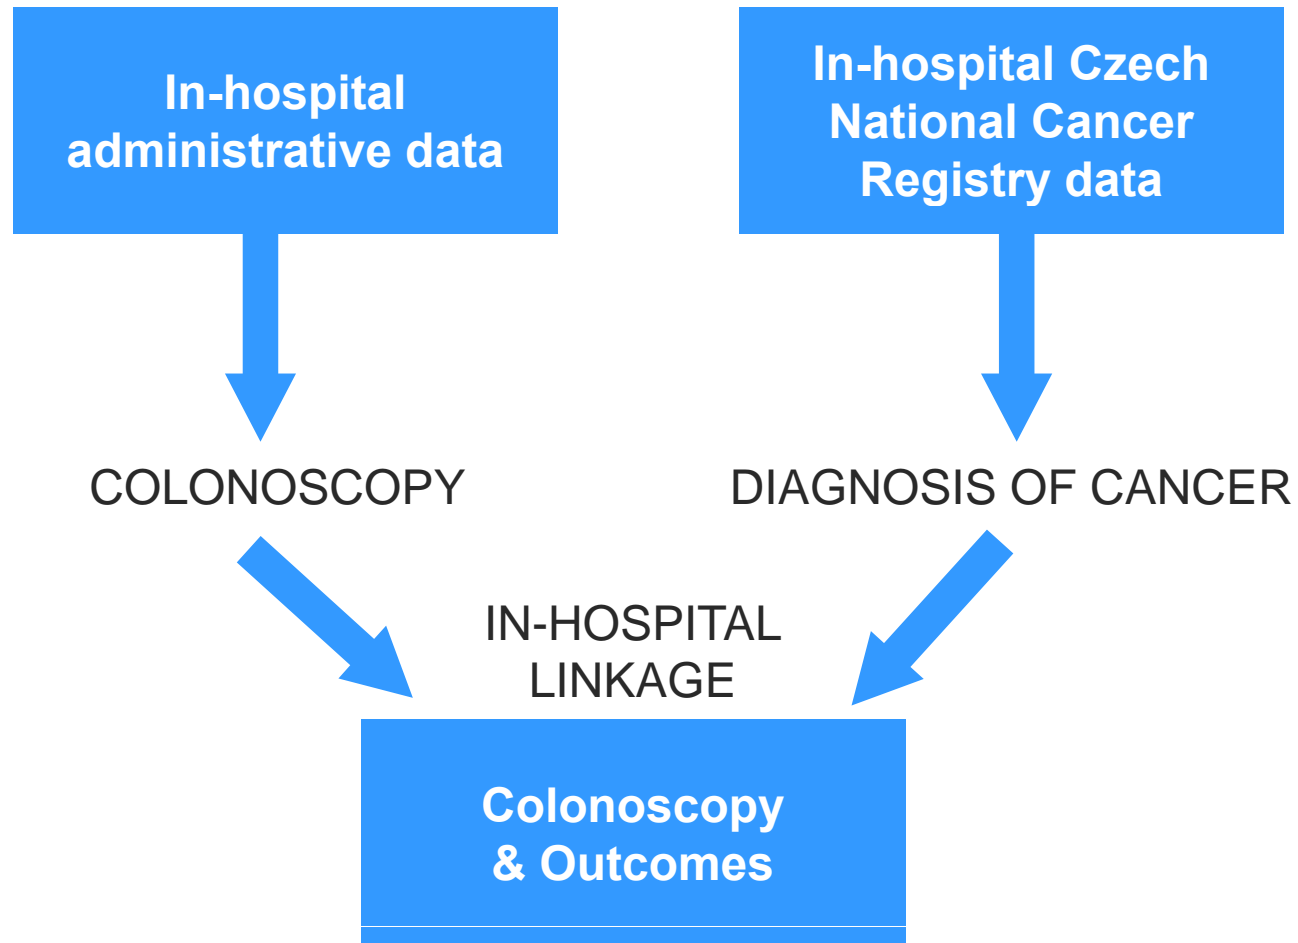 In-hospital
administrative data
In-hospital Czech
National Cancer
Registry data
COLONOSCOPY
DIAGNOSIS OF CANCER
IN-HOSPITAL
LINKAGE
Colonoscopy
& Outcomes